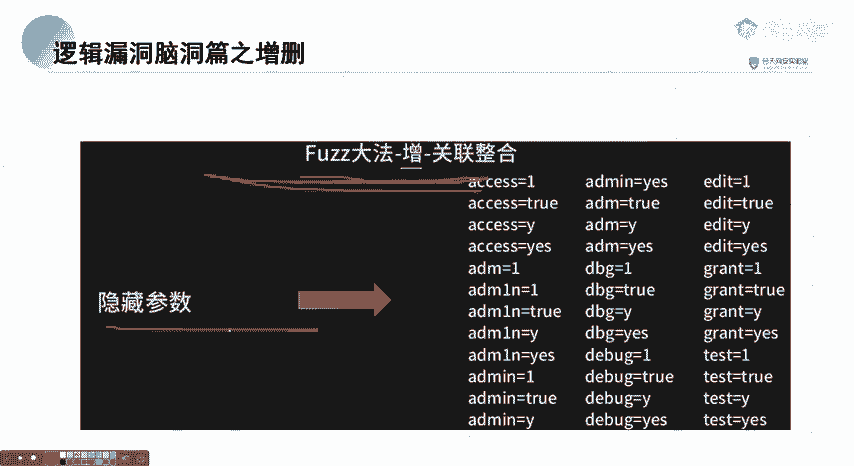 逻辑漏洞脑洞篇之增删
Fuzz大法-增-关联整合
隐藏参数
access=1 admin=yes edit=1
access=true adm=true edit=true
access=y adm=y edit=y
access=yes adm=yes edit=yes
adm=1 dbg=1 grant=1
adm1n=1 dbg=true grant=true
adm1n=true dbg=y grant=y
adm1n=y dbg=yes grant=yes
adm1n=yes debug=1 test=1
admin=1 debug=true test=true
admin=true debug=y test=y
admin=y debug=yes test=yes